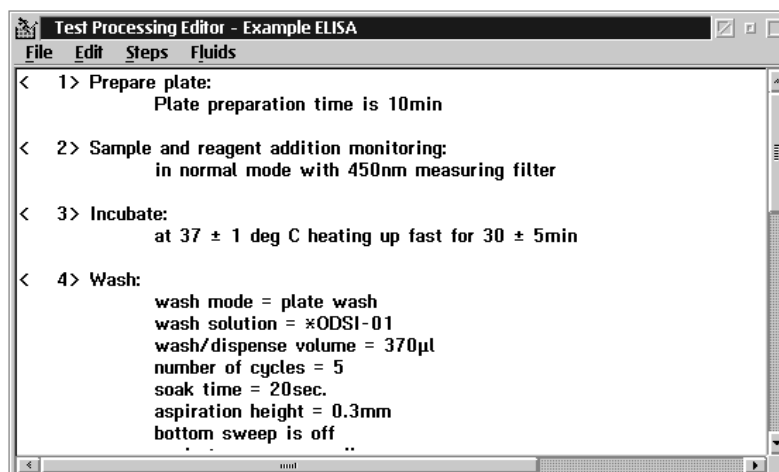 Test Processing Editor - Example ELISA
File Edit Steps Fluids
< 1> Prepare plate:
Plate preparation time is 10min
< 2> Sample and reagent addition monitoring:
in normal mode with 450nm measuring filter
< 3> Incubate:
at 37 ± 1 deg C heating up fast for 30 ± 5min
< 4> Wash:
wash mode = plate wash
wash solution = *ODSI-01
wash/dispense volume = 370µl
number of cycles = 5
soak time = 20sec.
aspiration height = 0.3mm
bottom sweep is off